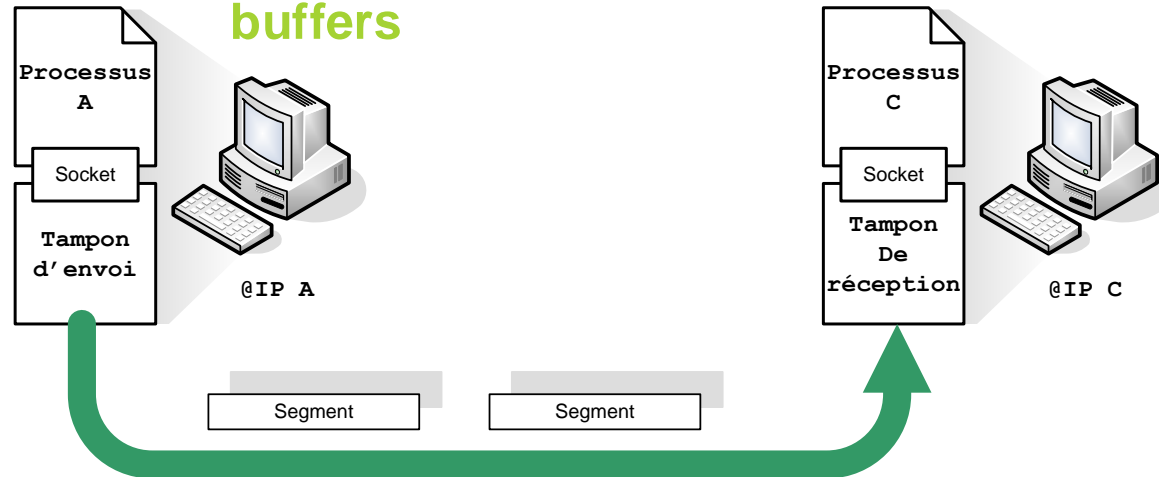 buffers
Processus
A
Socket
Tampon
d'envoi
@IP A
Processus
C
Socket
Tampon
De
réception
@IP C
Segment
Segment